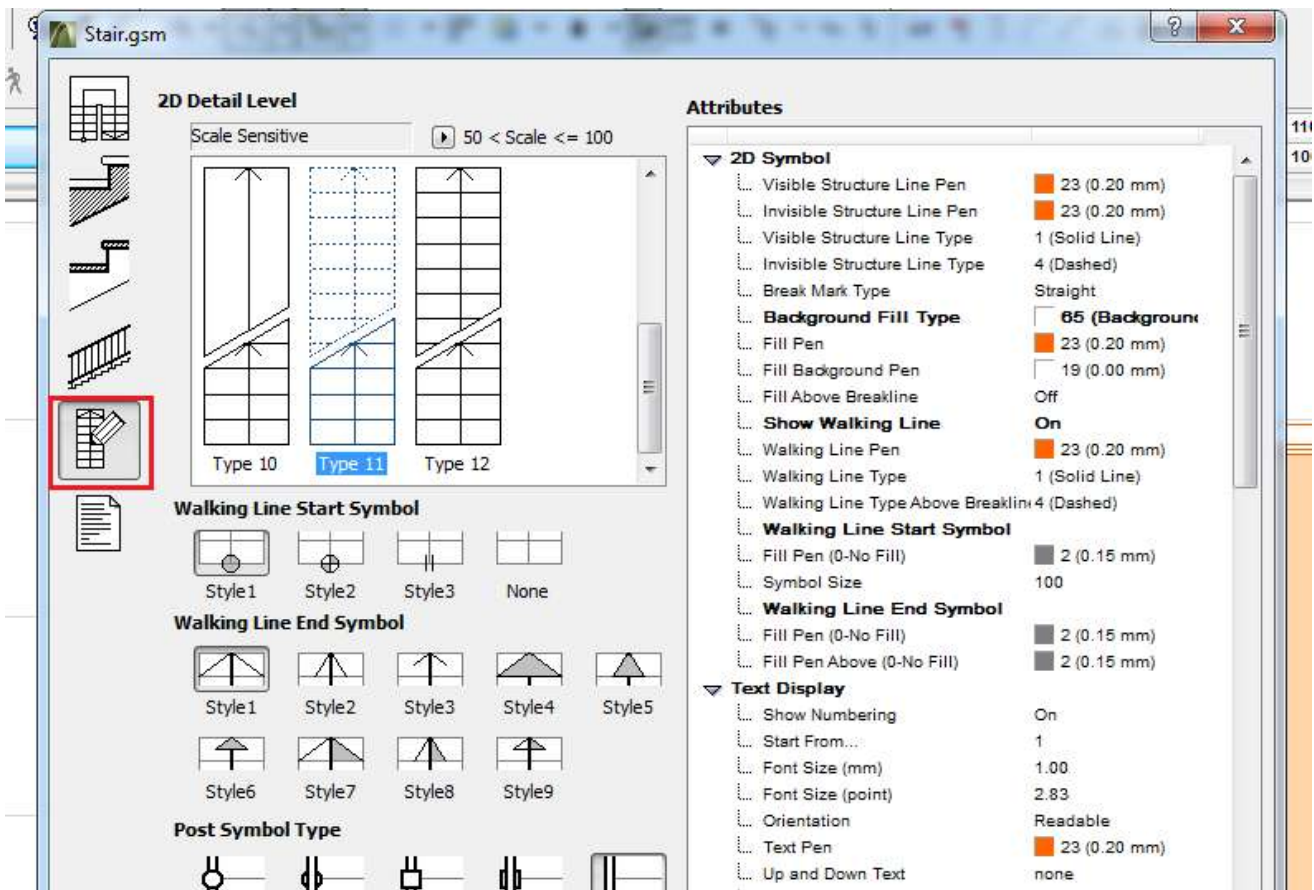 Stair.gsm
2D Detail Level
Scale Sensitive
50 < Scale <= 100
Type 10
Type 11
Type 12
Walking Line Start Symbol
Style1
Style2
Style3
None
Walking Line End Symbol
Style1
Style2
Style3
Style4
Style5
Style6
Style7
Style8
Style9
Post Symbol Type
Attributes
2D Symbol
Visible Structure Line Pen 23 (0.20 mm)
Invisible Structure Line Pen 23 (0.20 mm)
Visible Structure Line Type 1 (Solid Line)
Invisible Structure Line Type 4 (Dashed)
Break Mark Type Straight
Background Fill Type 65 (Background
Fill Pen 23 (0.20 mm)
Fill Background Pen 19 (0.00 mm)
Fill Above Breakline Off
Show Walking Line On
Walking Line Pen 23 (0.20 mm)
Walking Line Type 1 (Solid Line)
Walking Line Type Above Breaklin 4 (Dashed)
Walking Line Start Symbol
Fill Pen (0-No Fill) 2 (0.15 mm)
Symbol Size 100
Walking Line End Symbol
Fill Pen (0-No Fill) 2 (0.15 mm)
Fill Pen Above (0-No Fill) 2 (0.15 mm)
Text Display
Show Numbering On
Start From... 1
Font Size (mm) 1.00
Font Size (point) 2.83
Orientation Readable
Text Pen 23 (0.20 mm)
Up and Down Text none